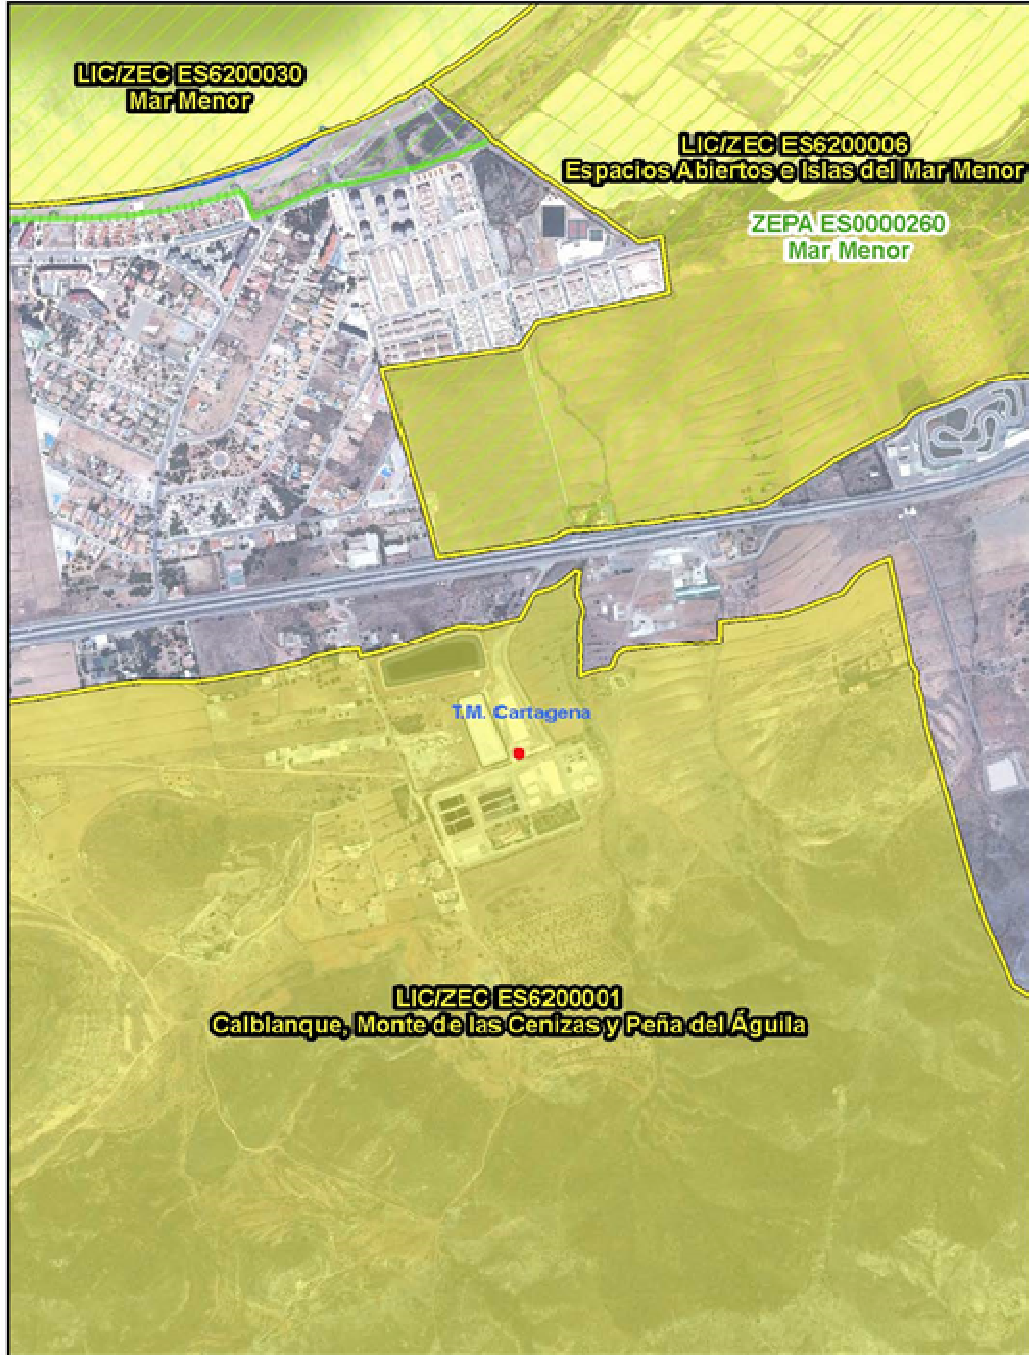 LIC/ZEC ES6200030
Mar Menor
LIC/ZEC ES6200006
Espacios Abiertos e Islas del Mar Menor
ZEPA ES0000260
Mar Menor
T.M. Cartagena
LIC/ZEC ES6200001
Calblanque, Monte de las Cenizas y Peña del Águila